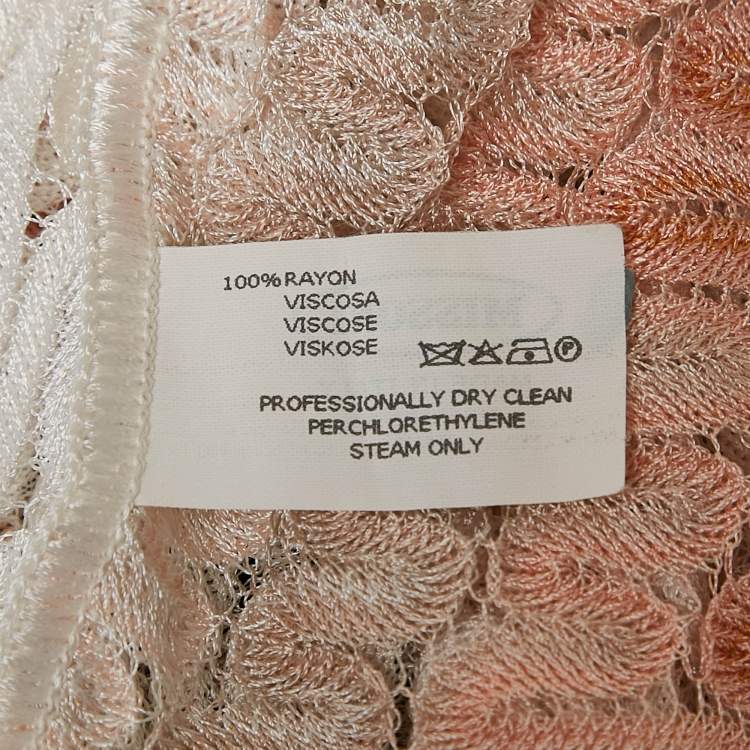 100% RAYON
VISCOSA
VISCOSE
VISKOSE
P
PROFESSIONALLY DRY CLEAN
PERCHLORETHYLENE
STEAM ONLY